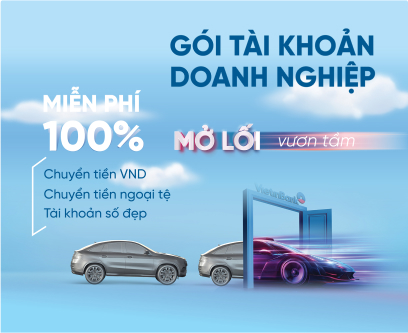 GÓI TÀI KHOẢN
DOANH NGHIỆP
MIỄN PHÍ
100%
MỞ LỐI vươn tầm
Chuyển tiền VND
Chuyển tiền ngoại tệ
Tài khoản số đẹp
VietinBank